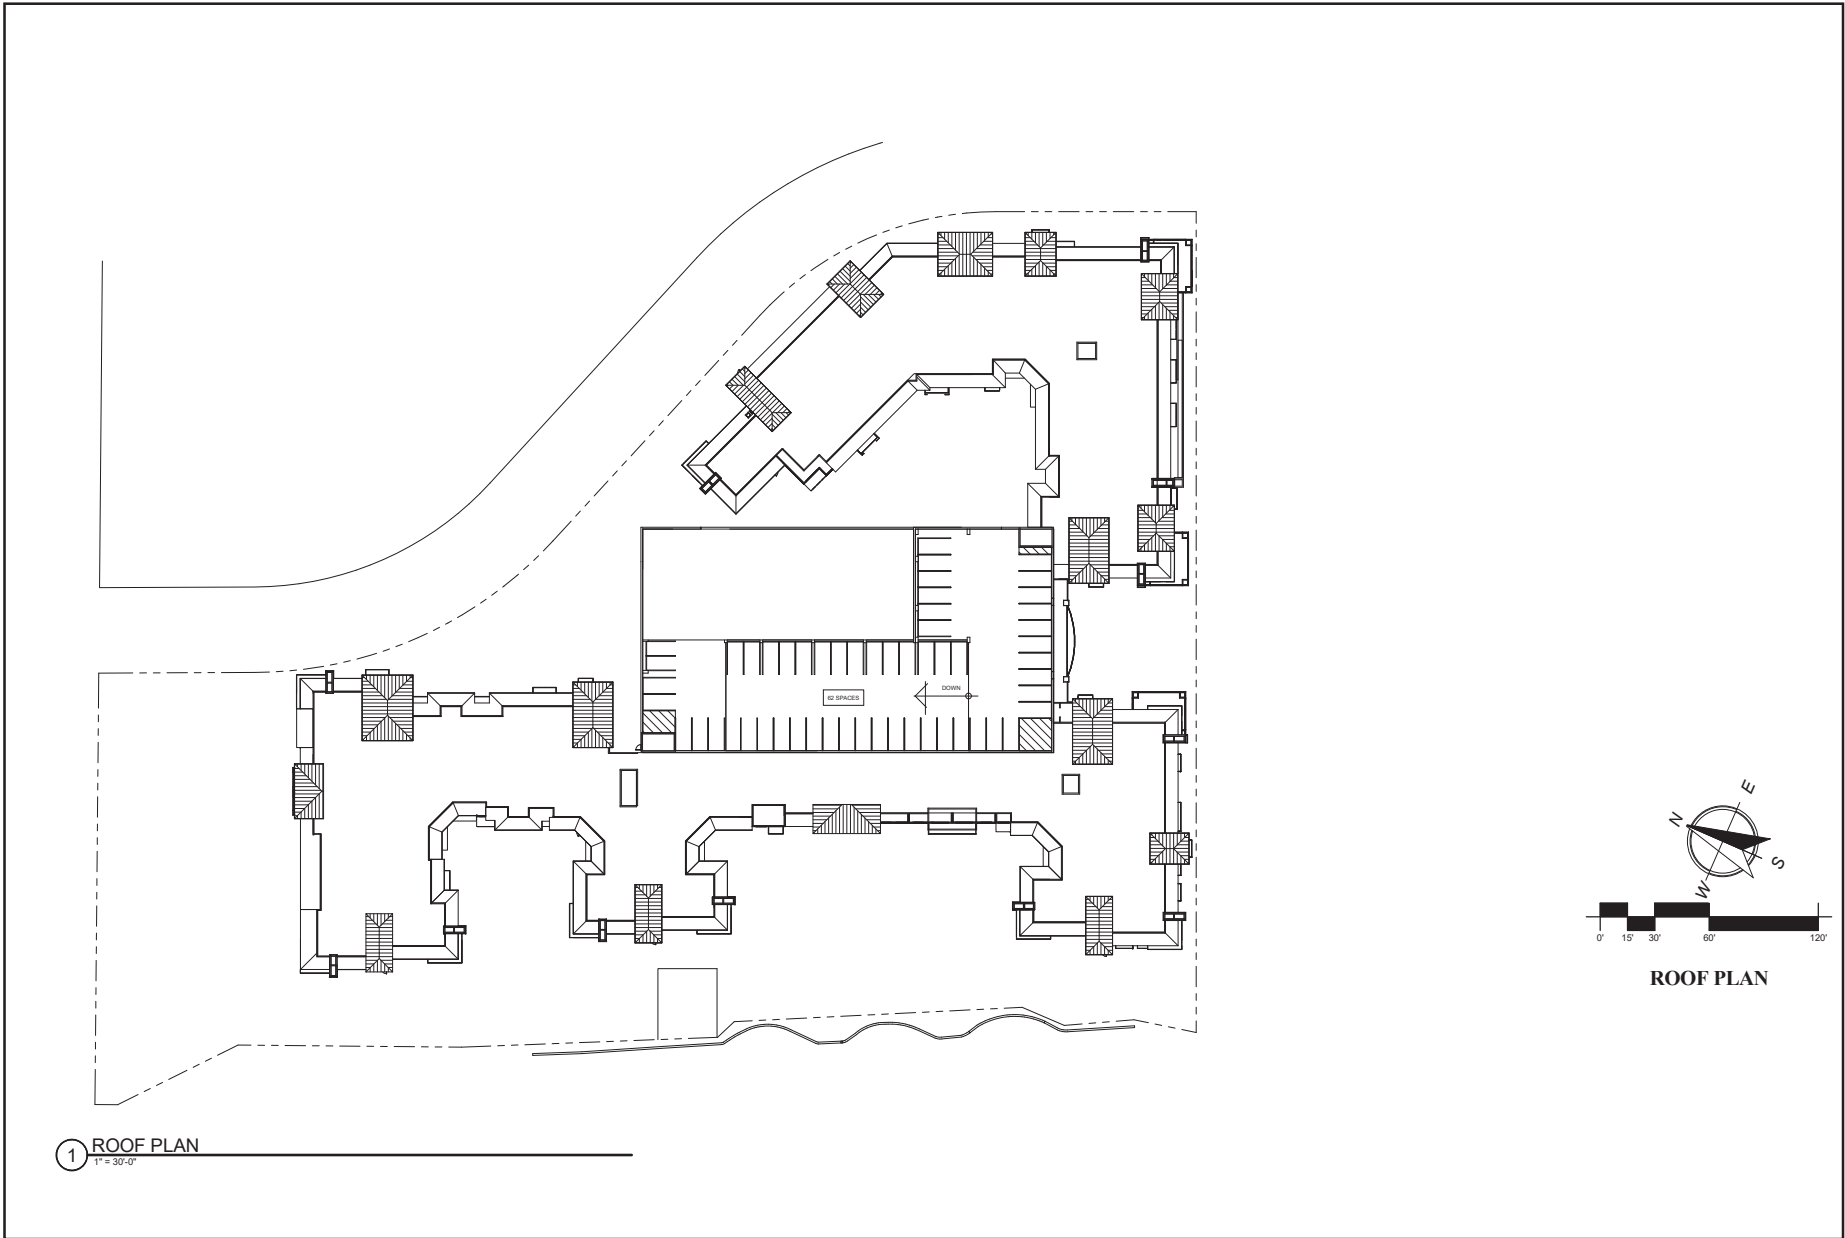 62 SPACES
DOWN
N
E
S
W
0' 15' 30' 60' 120'
ROOF PLAN
1 ROOF PLAN
1" = 30'-0"